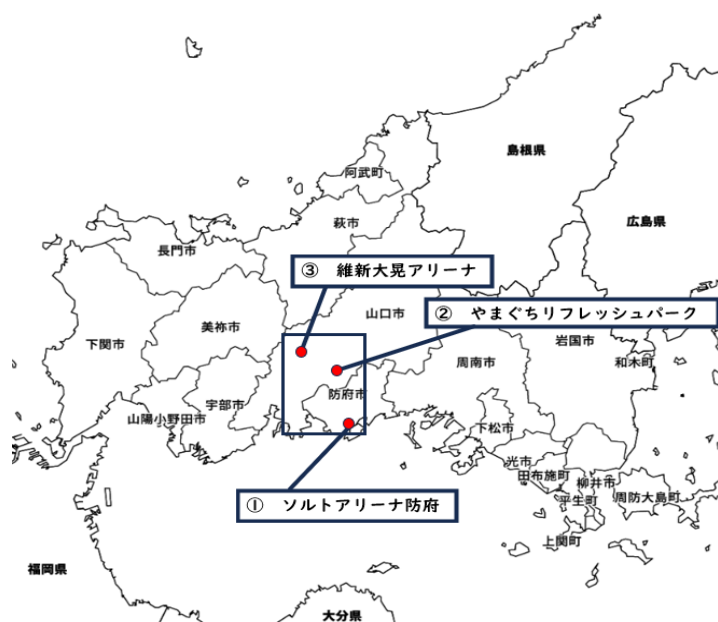 島根県
阿武町
広島県
萩市
長門市
③ 維新大晃アリーナ
山口市
② やまぐちリフレッシュパーク
美祢市
下関市
岩国市
周南市
和木町
防府市
宇部市
山陽小野田市
下松市
光市
田布施町
柳井市
平生町
周防大島町
① ソルトアリーナ防府
上関町
福岡県
大分県